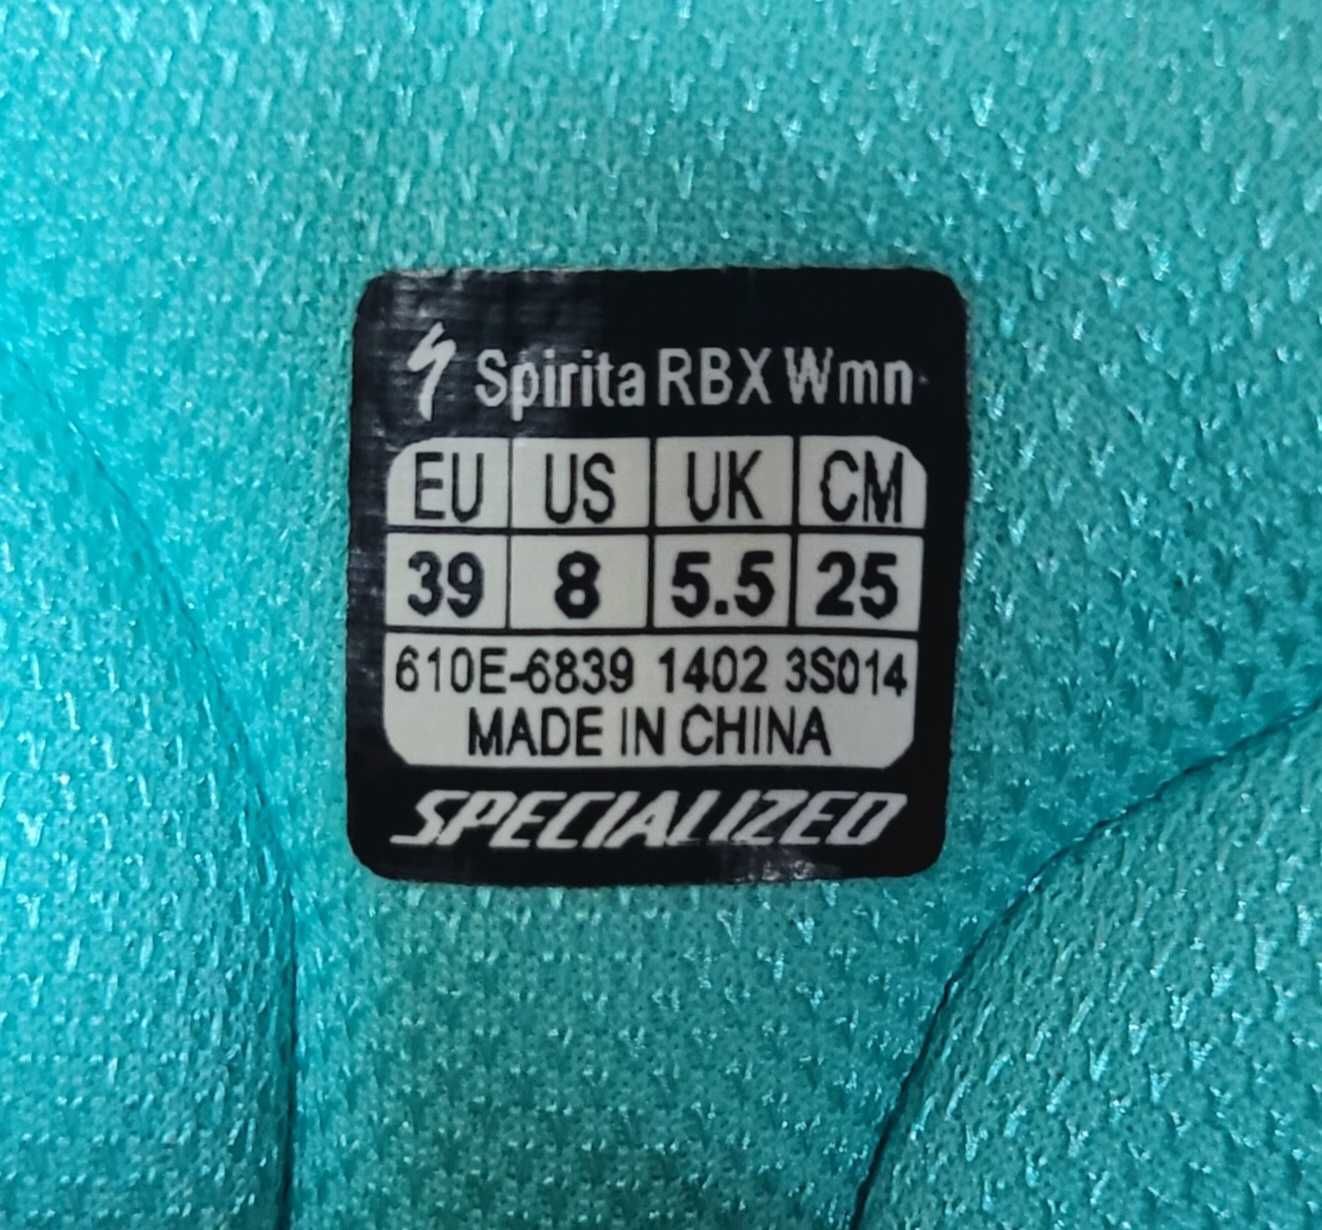 Spirita RBX Wmn
EU US UK CM
39 8 5.5 25
610E-6839 1402 3S014
MADE IN CHINA
SPECIALIZED